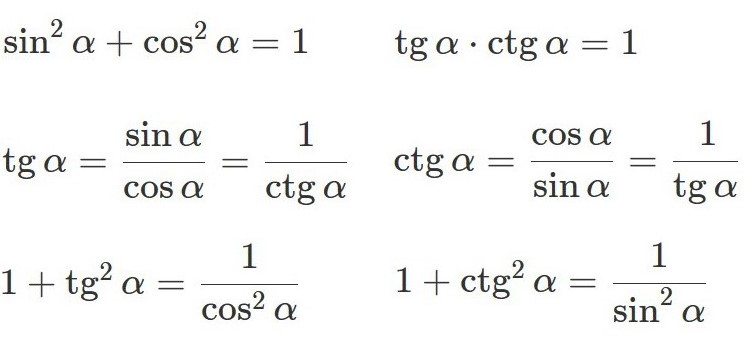 sin² α + cos² α = 1
tg α · ctg α = 1
tg α = sin α / cos α = 1 / ctg α
ctg α = cos α / sin α = 1 / tg α
1 + tg² α = 1 / cos² α
1 + ctg² α = 1 / sin² α